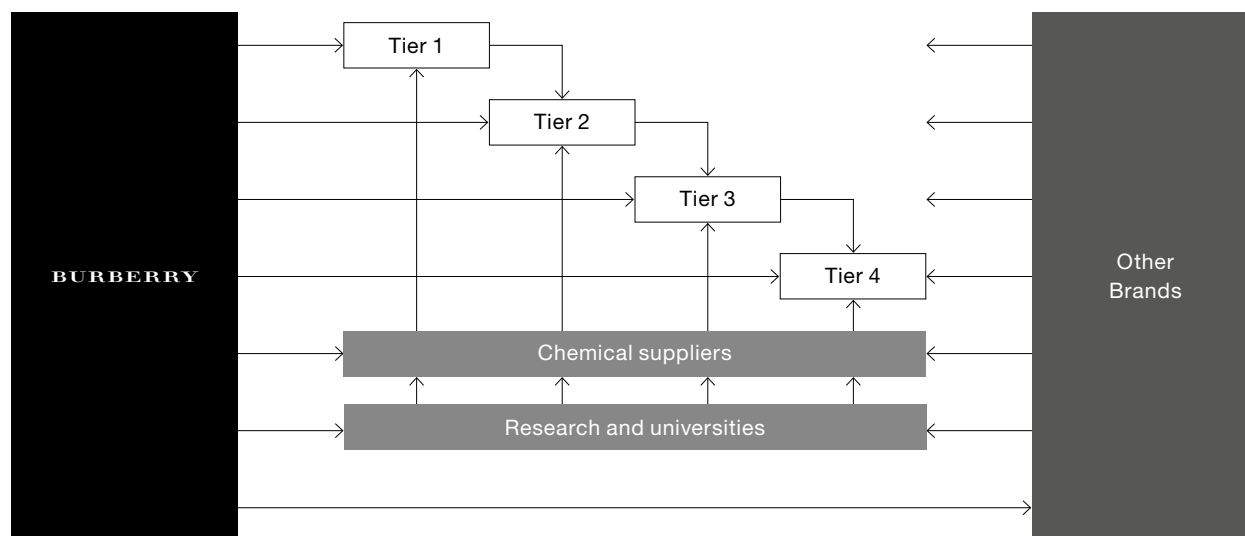 Tier 1
Tier 2
Tier 3
BURBERRY
Tier 4
Other
Brands
Chemical suppliers
Research and universities